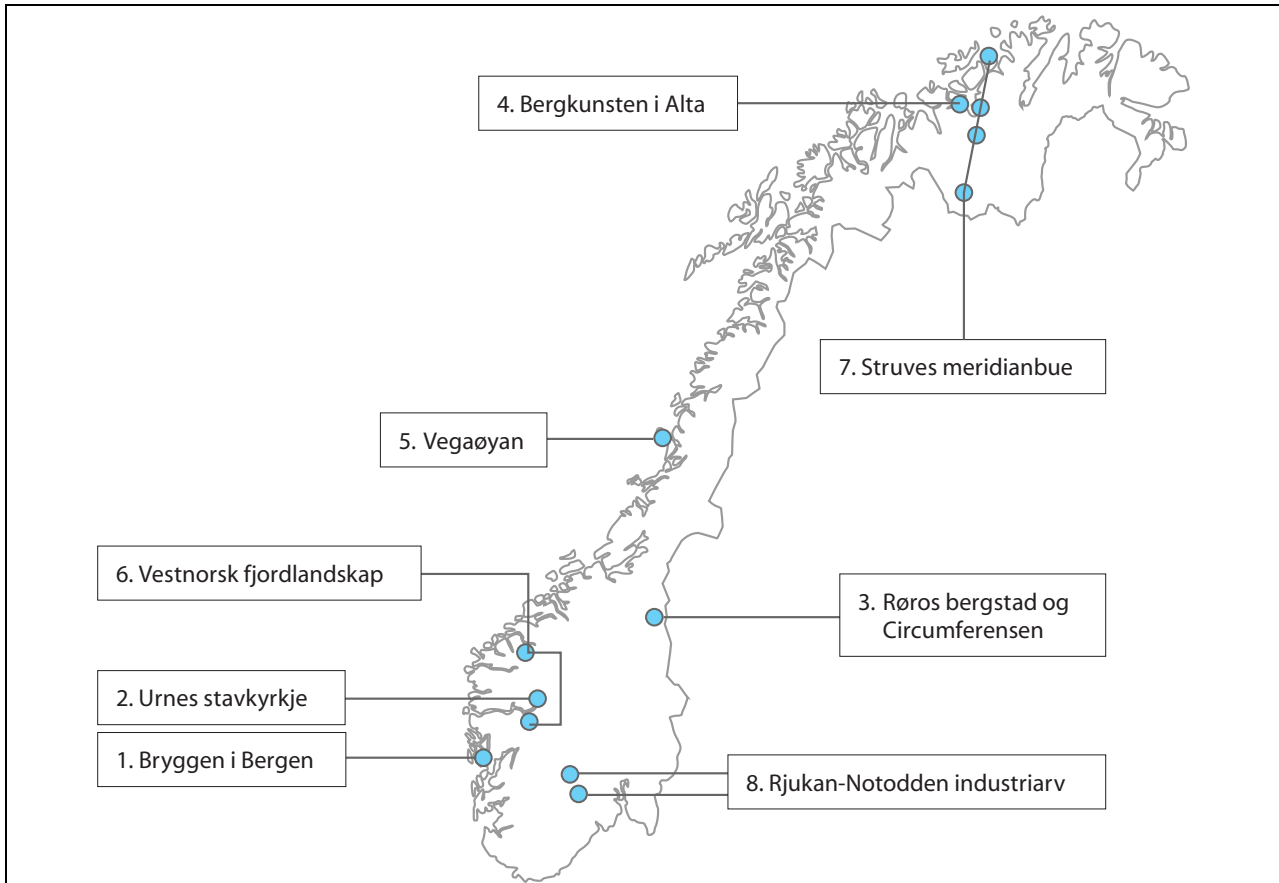 4. Bergkunsten i Alta
7. Struves meridianbue
5. Vegaøyan
6. Vestnorsk fjordlandskap
3. Røros bergstad og
Circumferensen
2. Urnes stavkyrkje
1. Bryggen i Bergen
8. Rjukan-Notodden industriarv